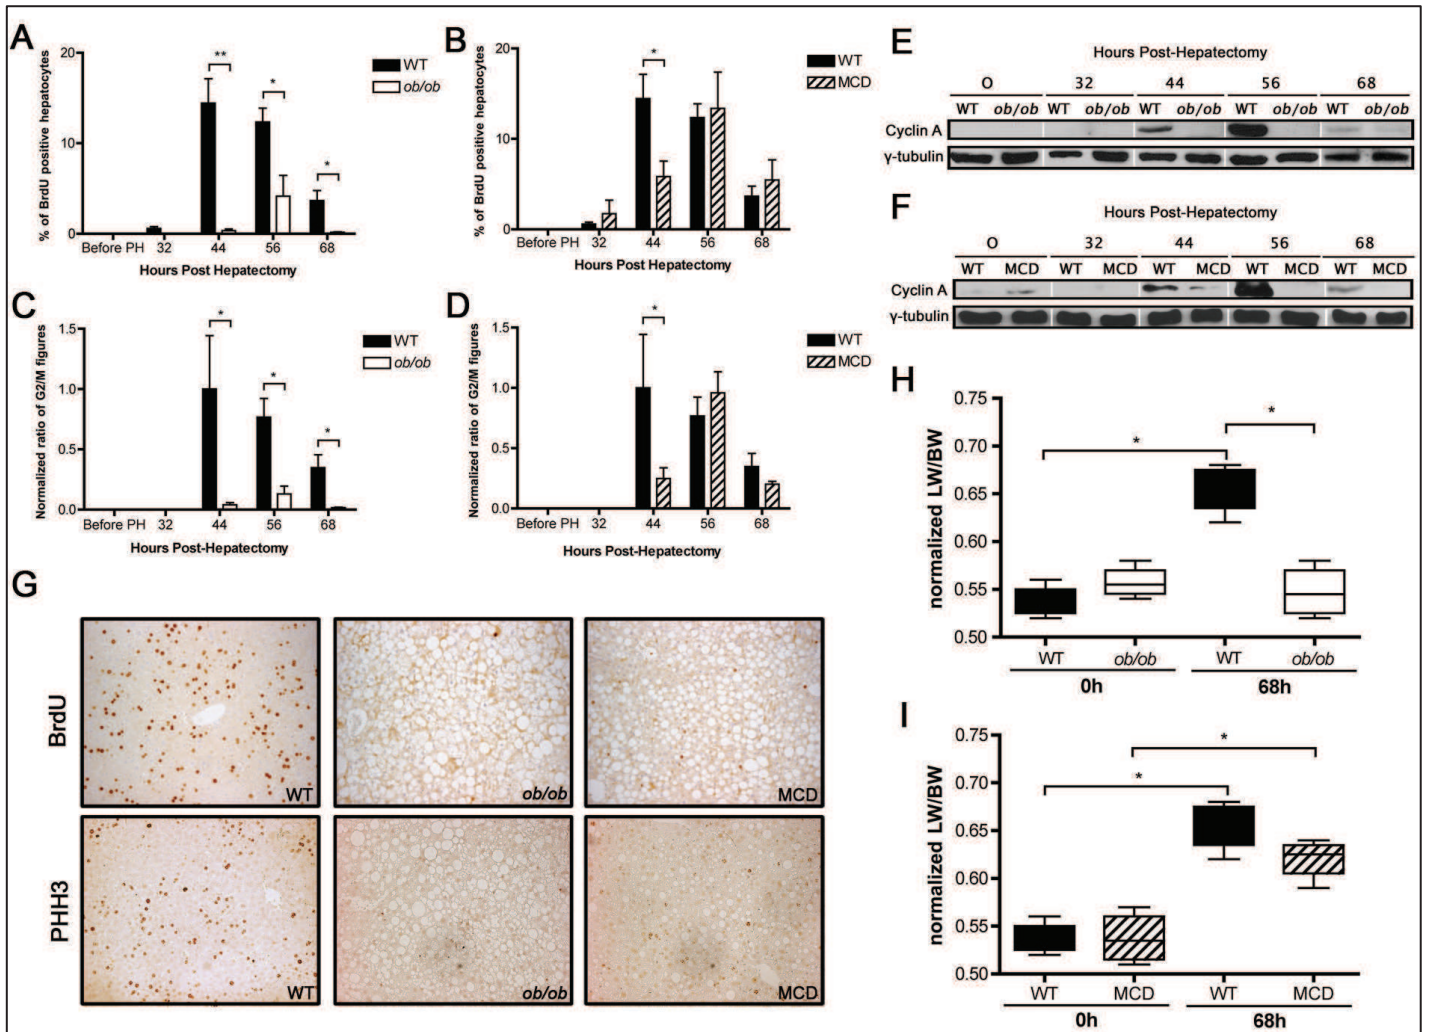 A
% of BrdU positive hepatocytes
20
10
0
**
*
*
WT
ob/ob
Before PH 32 44 56 68
Hours Post Hepatectomy
B
% of BrdU positive hepatocytes
20
10
0
*
WT
MCD
Before PH 32 44 56 68
Hours Post Hepatectomy
C
Normalized ratio of G2/M figures
1.5
1.0
0.5
0.0
*
*
*
WT
ob/ob
Before PH 32 44 56 68
Hours Post-Hepatectomy
D
Normalized ratio of G2/M figures
1.5
1.0
0.5
0.0
*
WT
MCD
Before PH 32 44 56 68
Hours Post-Hepatectomy
E
Hours Post-Hepatectomy
0 32 44 56 68
WT ob/ob WT ob/ob WT ob/ob WT ob/ob WT ob/ob
Cyclin A
γ-tubulin
F
Hours Post-Hepatectomy
0 32 44 56 68
WT MCD WT MCD WT MCD WT MCD WT MCD
Cyclin A
γ-tubulin
G
BrdU
WT
ob/ob
MCD
PHH3
WT
ob/ob
MCD
H
normalized LW/BW
0.75
0.70
0.65
0.60
0.55
0.50
*
*
WT ob/ob WT ob/ob
0h 68h
I
normalized LW/BW
0.75
0.70
0.65
0.60
0.55
0.50
*
*
WT MCD WT MCD
0h 68h